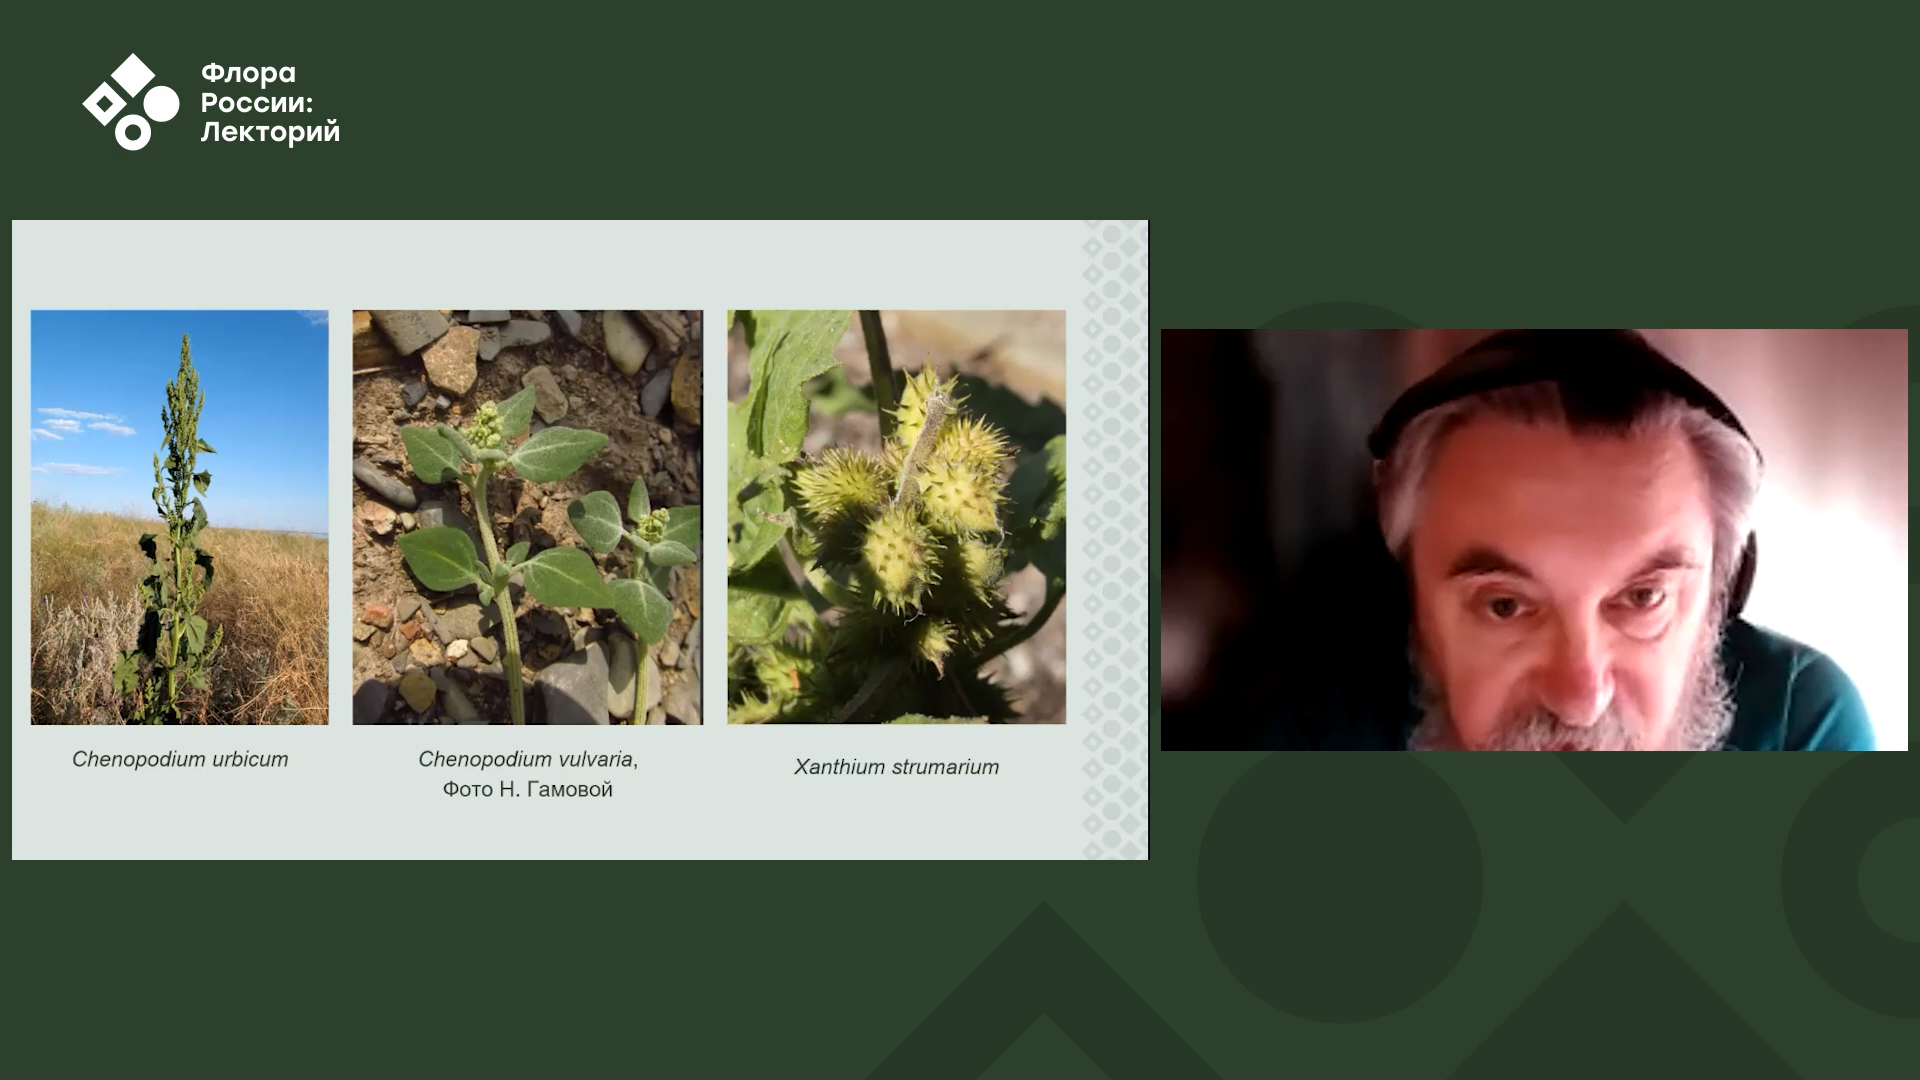 Флора
России:
Лекторий
Chenopodium urbicum
Chenopodium vulvaria,
Фото Н. Гамовой
Xanthium strumarium